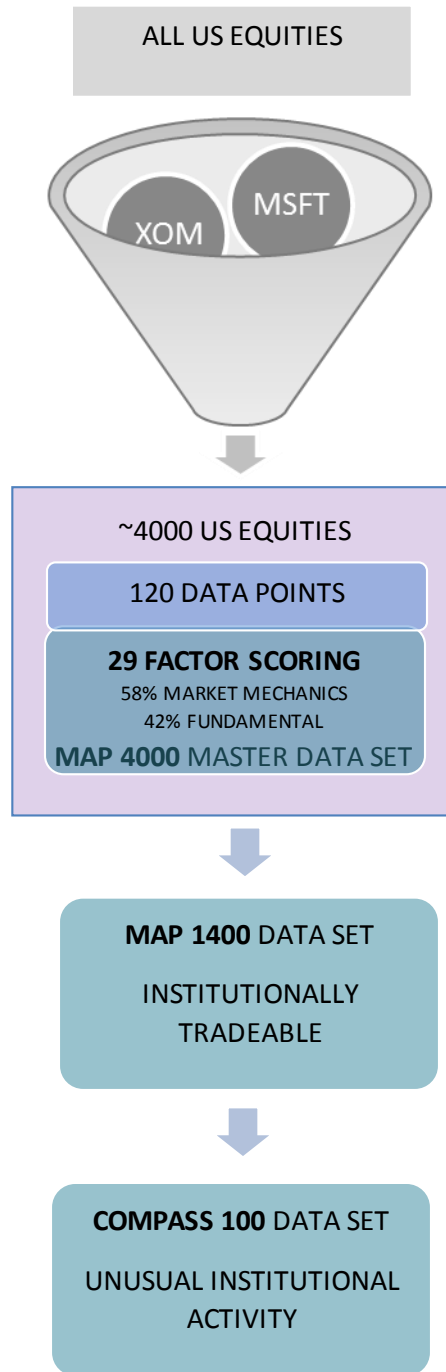 ALL US EQUITIES
MSFT
XOM
~4000 US EQUITIES
120 DATA POINTS
29 FACTOR SCORING
58% MARKET MECHANICS
42% FUNDAMENTAL
MAP 4000 MASTER DATA SET
MAP 1400 DATA SET
INSTITUTIONALLY
TRADEABLE
COMPASS 100 DATA SET
UNUSUAL INSTITUTIONAL
ACTIVITY